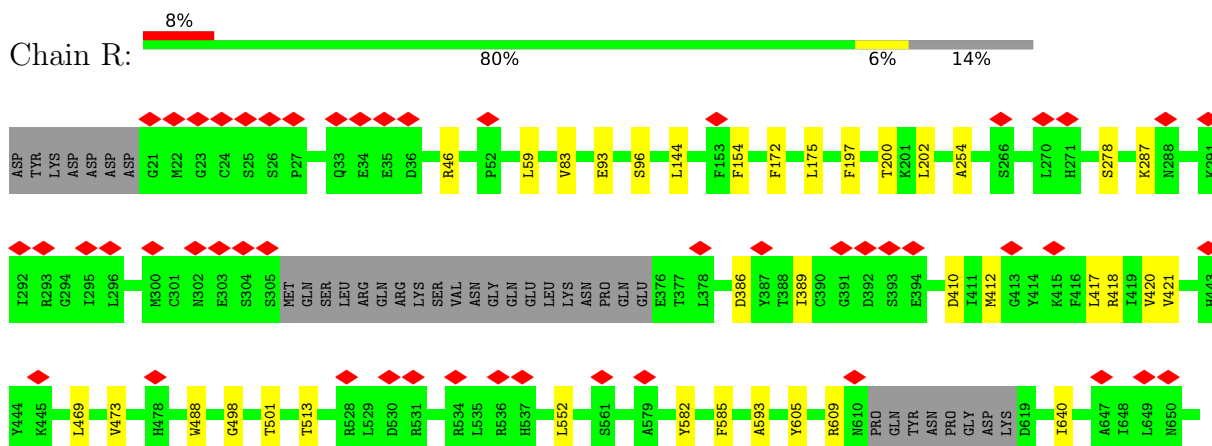 8%
Chain R:
80% 6% 14%
ASP TYR LYS ASP ASP ASP ASP G21 M22 G23 C24 S25 S26 P27 Q33 E34 E35 D36 R46 P52 L59 V83 E93 S96 L144 F153 F154 F172 L175 F197 T200 K201 L202 A254 S266 L270 H271 S278 K287 N288 K291
I292 R293 G294 I295 L296 M300 C301 N302 E303 S304 S305 MET GLN SER LEU ARG GLN ARG LYS SER VAL ASN GLY GLN GLU LEU LYS ASN PRO GLN GLU E376 T377 L378 D386 Y387 T388 I389 C390 G391 D392 S393 E394 D410 I411 M412 G413 Y414 K415 F416 L417 R418 I419 V420 V421 H443
Y444 K445 L469 V473 H478 W488 G498 T501 T513 R528 L529 D530 R531 R534 L535 R536 H537 L552 S561 A579 Y582 F585 A593 Y605 R609 N610 PRO GLN TYR ASN PRO GLY ASP LYS D619 I640 A647 I648 L649 N650